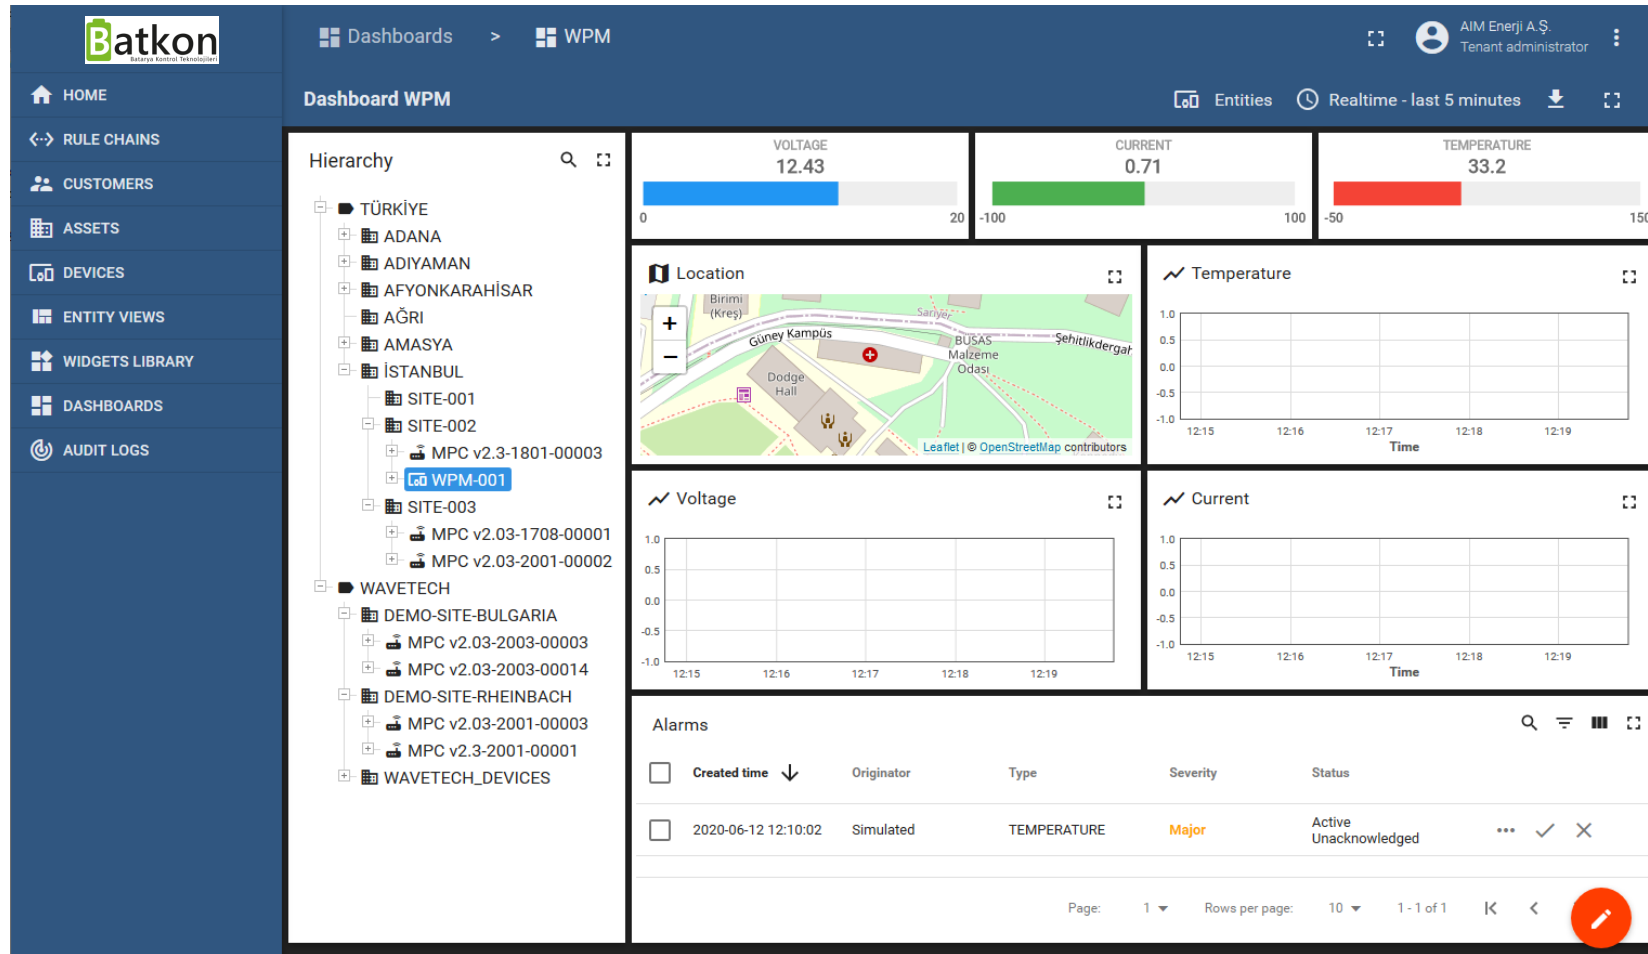 Batkon
Batarya Kontrol Teknolojileri
Dashboards > WPM
AIM Enerji A.Ş.
Tenant administrator
HOME
RULE CHAINS
CUSTOMERS
ASSETS
DEVICES
ENTITY VIEWS
WIDGETS LIBRARY
DASHBOARDS
AUDIT LOGS
Dashboard WPM
Entities
Realtime - last 5 minutes
Hierarchy
TÜRKİYE
ADANA
ADIYAMAN
AFYONKARAHİSAR
AĞRI
AMASYA
İSTANBUL
SITE-001
SITE-002
MPC v2.3-1801-00003
WPM-001
SITE-003
MPC v2.03-1708-00001
MPC v2.03-2001-00002
WAVETECH
DEMO-SITE-BULGARIA
MPC v2.03-2003-00003
MPC v2.03-2003-00014
DEMO-SITE-RHEINBACH
MPC v2.03-2001-00003
MPC v2.3-2001-00001
WAVETECH_DEVICES
VOLTAGE
12.43
0 20
CURRENT
0.71
-100 100
TEMPERATURE
33.2
-50 150
Location
+
−
Birimi
(Kreş)
Güney Kampüs
Sarıyer
BUSAS
Malzeme
Odası
Şehitlikdergah
Dodge
Hall
Leaflet | © OpenStreetMap contributors
Temperature
1.0
0.5
0.0
-0.5
-1.0
12:15 12:16 12:17 12:18 12:19
Time
Voltage
1.0
0.5
0.0
-0.5
-1.0
12:15 12:16 12:17 12:18 12:19
Current
1.0
0.5
0.0
-0.5
-1.0
12:15 12:16 12:17 12:18 12:19
Time
Alarms
Created time Originator Type Severity Status
2020-06-12 12:10:02 Simulated TEMPERATURE Major Active
Unacknowledged
Page: 1 Rows per page: 10 1 - 1 of 1